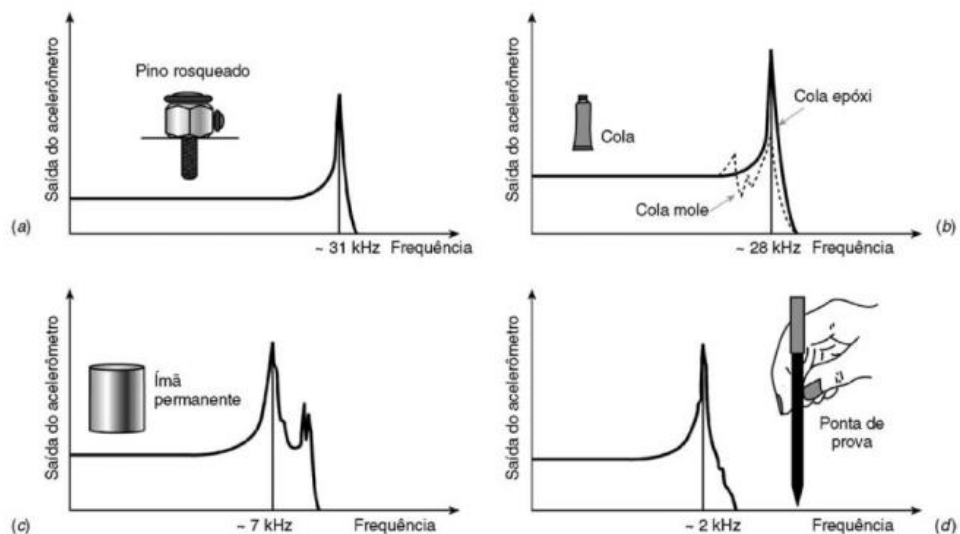 Saída do acelerômetro
Pino rosqueado
(a)
~ 31 kHz Frequência
Saída do acelerômetro
Cola
Cola epóxi
Cola mole
~ 28 kHz Frequência
(b)
Saída do acelerômetro
Ímã
permanente
(c)
~ 7 kHz Frequência
Saída do acelerômetro
Ponta de
prova
~ 2 kHz Frequência
(d)